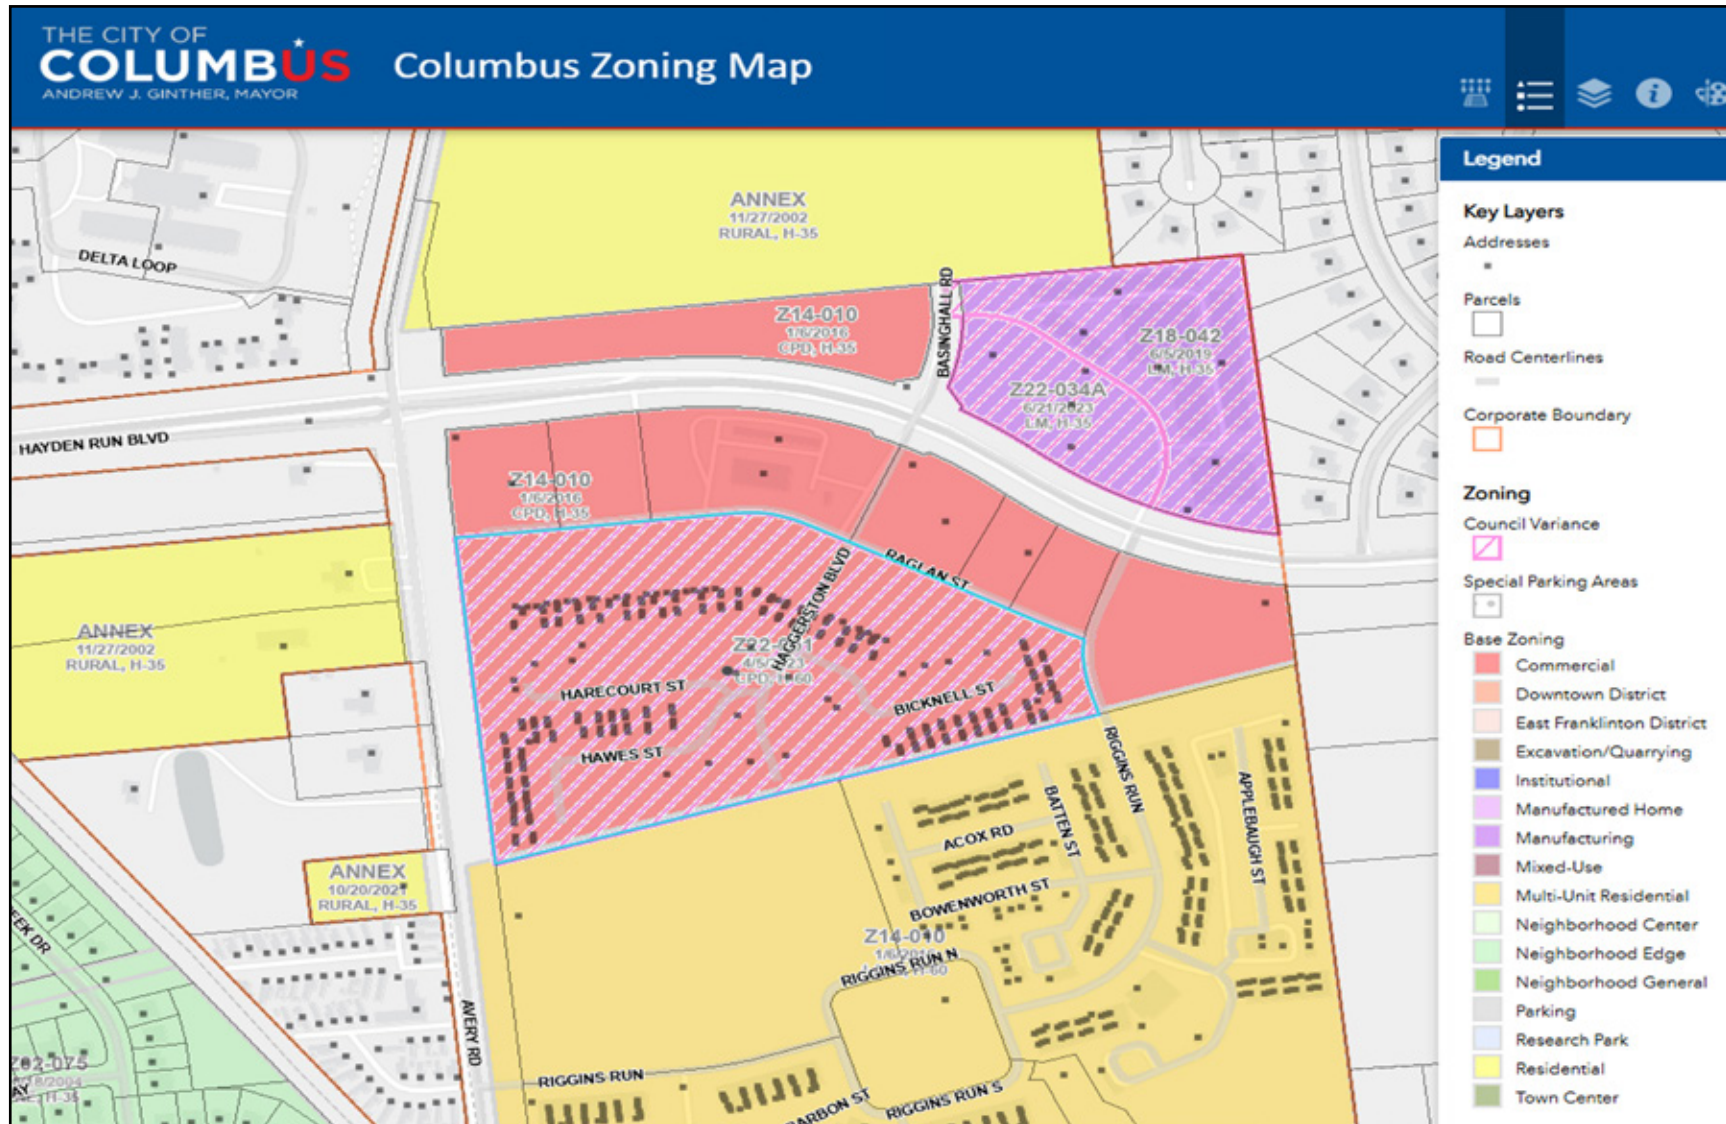 THE CITY OF
COLUMBUS
ANDREW J. GINTHER, MAYOR
Columbus Zoning Map
Legend
Key Layers
Addresses
Parcels
Road Centerlines
Corporate Boundary
Zoning
Council Variance
Special Parking Areas
Base Zoning
Commercial
Downtown District
East Franklinton District
Excavation/Quarrying
Institutional
Manufactured Home
Manufacturing
Mixed-Use
Multi-Unit Residential
Neighborhood Center
Neighborhood Edge
Neighborhood General
Parking
Research Park
Residential
Town Center
ANNEX
11/27/2002
RURAL, H-35
DELTA LOOP
BASINGHALL RD
Z14-010
1/6/2016
CPD, H-35
Z18-042
6/5/2019
LM, H-35
Z22-034A
6/21/2023
LM, H-35
HAYDEN RUN BLVD
Z14-010
1/6/2016
CPD, H-35
RAGLAN ST
HAGGERSTON BLVD
ANNEX
11/27/2002
RURAL, H-35
CPD, H-60
HARECOURT ST
BICKNELL ST
HAWES ST
RIGGINS RUN
BATTEN ST
APPLEBAUGH ST
ACOX RD
ANNEX
10/20/2021
RURAL, H-35
BOWENWORTH ST
Z14-010
RIGGINS RUN N
AVERY RD
RIGGINS RUN
RIGGINS RUN S